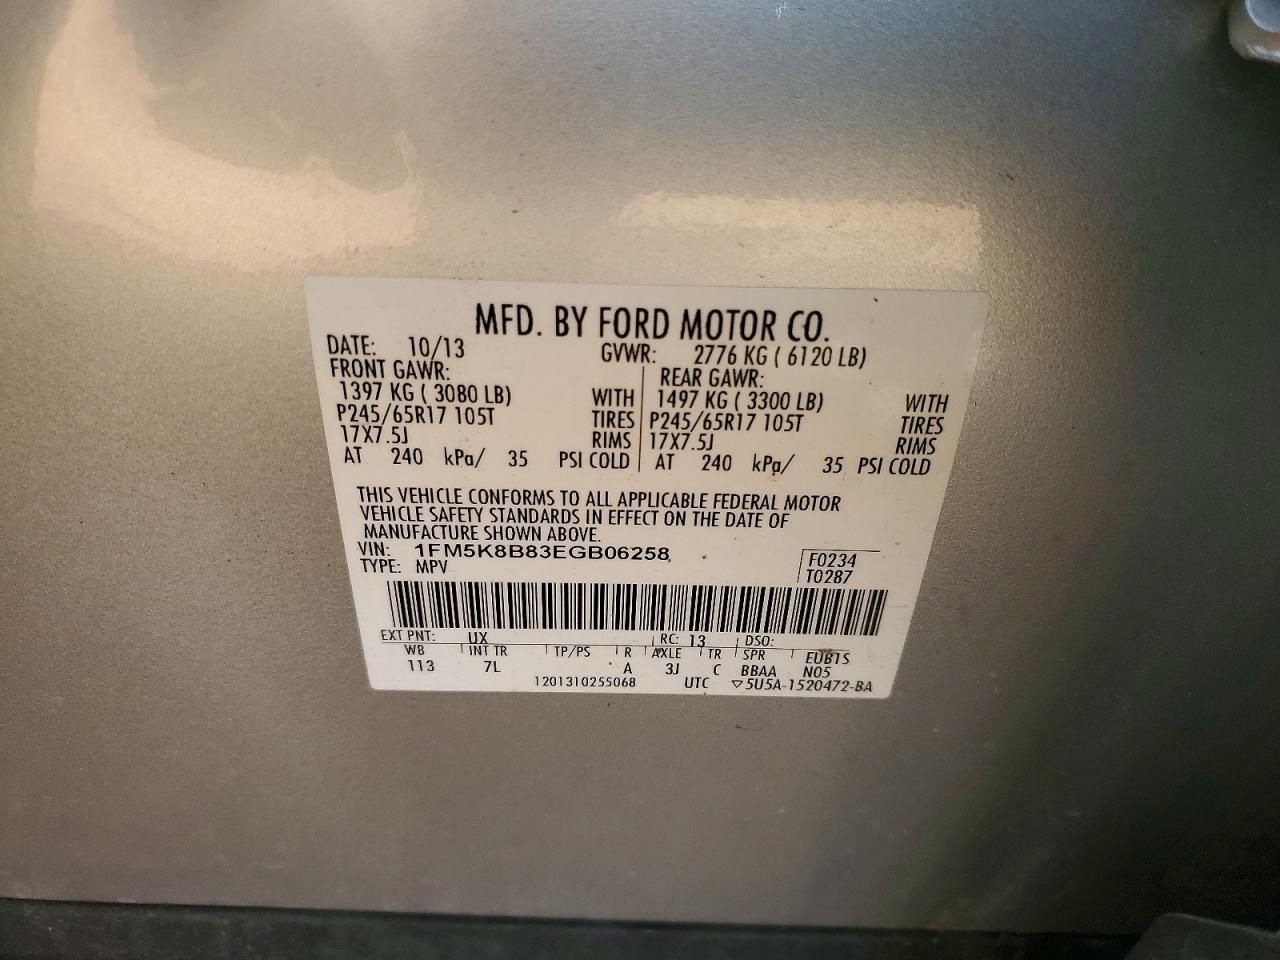 MFD. BY FORD MOTOR CO.
DATE: 10/13 GVWR: 2776 KG ( 6120 LB)
FRONT GAWR: REAR GAWR:
1397 KG ( 3080 LB) WITH 1497 KG ( 3300 LB) WITH
P245/65R17 105T TIRES P245/65R17 105T TIRES
17X7.5J RIMS 17X7.5J RIMS
AT 240 kPa/ 35 PSI COLD AT 240 kPa/ 35 PSI COLD
THIS VEHICLE CONFORMS TO ALL APPLICABLE FEDERAL MOTOR
VEHICLE SAFETY STANDARDS IN EFFECT ON THE DATE OF
MANUFACTURE SHOWN ABOVE.
VIN: 1FM5K8B83EGB06258 F0234
TYPE: MPV T0287
EXT PNT: UX RC: 13 DSO:
WB INT TR TP/PS R AXLE TR SPR EUB1S
113 7L A 3J C BBAA N05
1201310255068 UTC ▽5U5A-1520472-BA